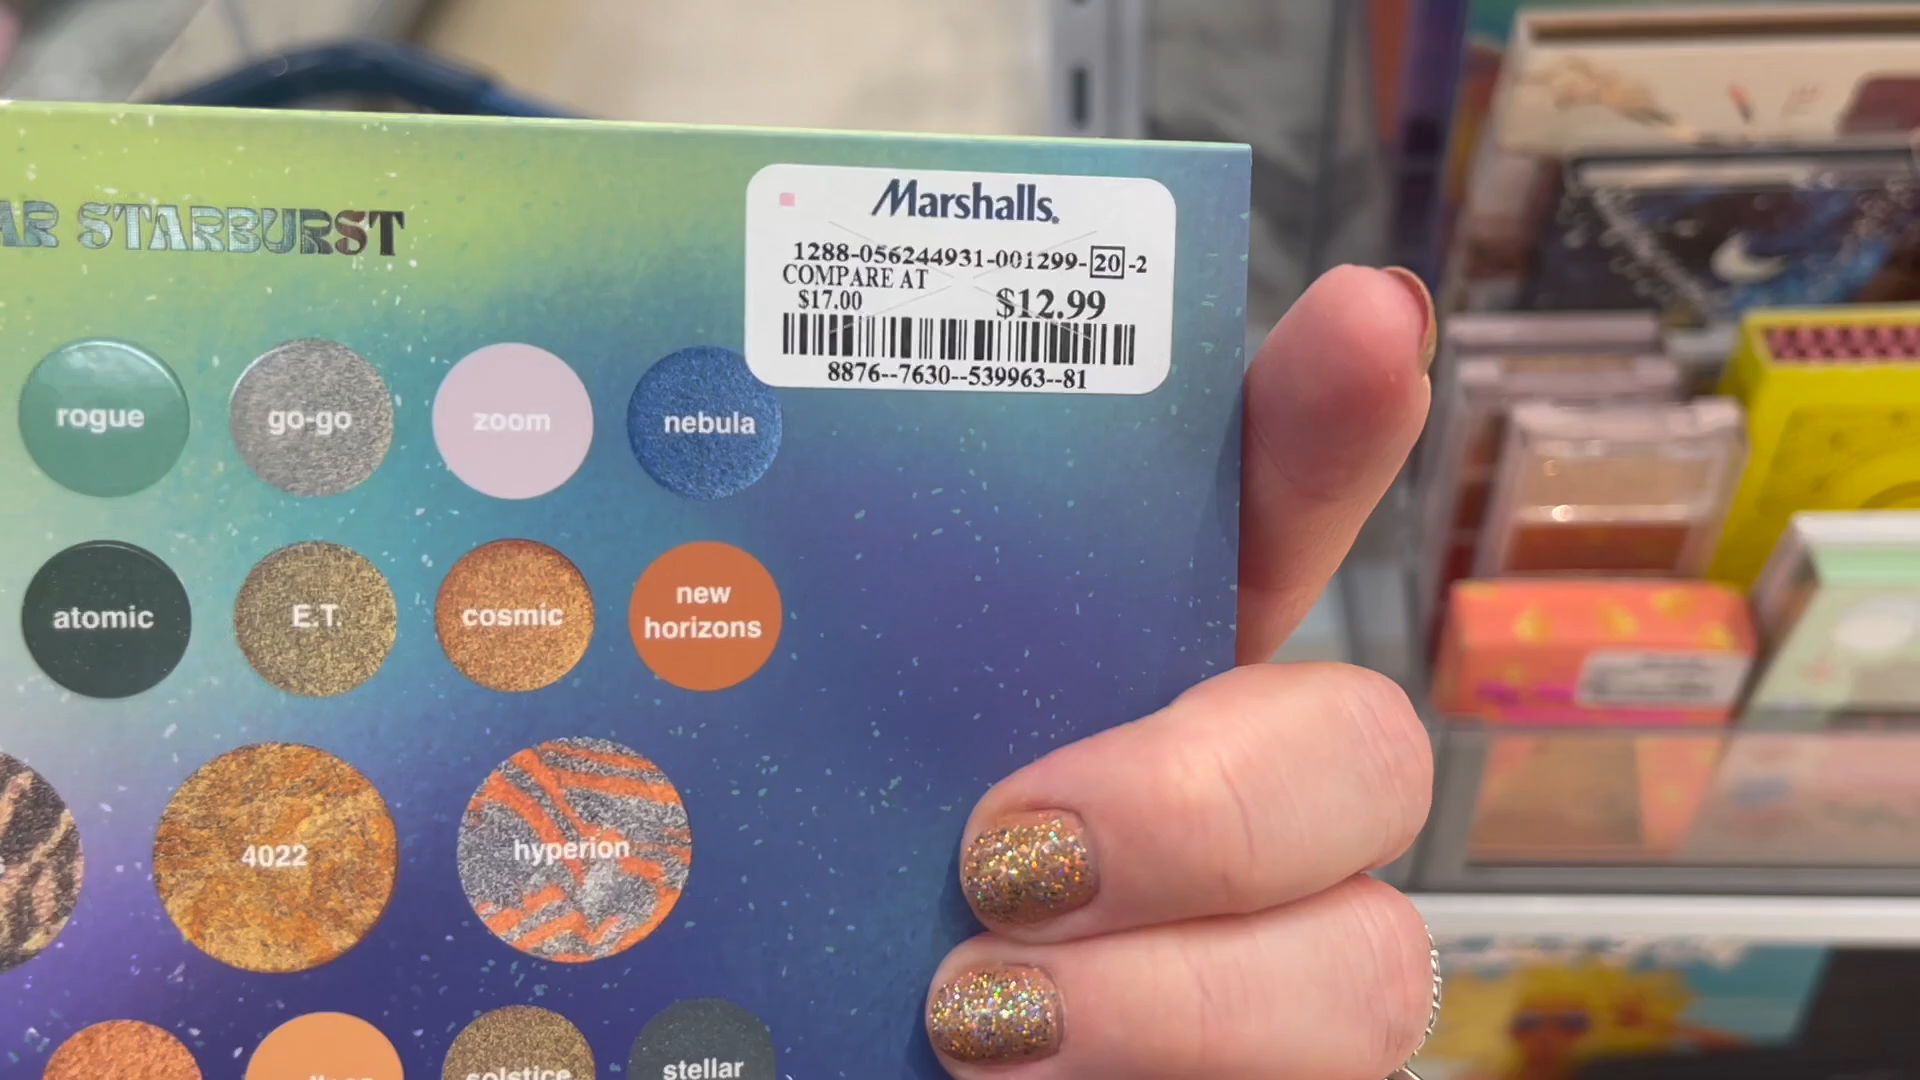 STARBURST
Marshalls.
1288-056244931-001299-20-2
COMPARE AT
$17.00
$12.99
8876--7630--539963--81
rogue
go-go
zoom
nebula
atomic
E.T.
cosmic
new
horizons
4022
hyperion
solstice
stellar